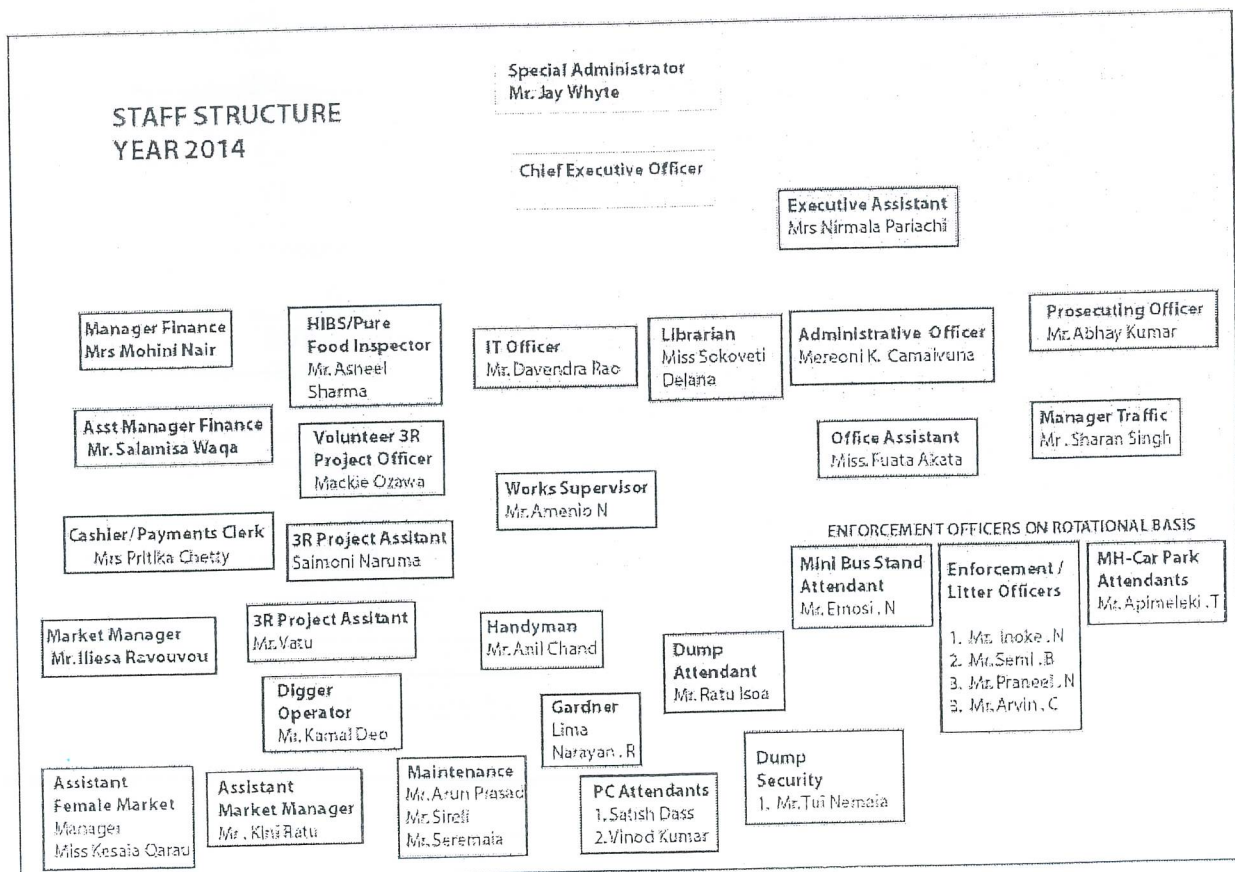 STAFF STRUCTURE
YEAR 2014
Special Administrator
Mr. Jay Whyte
Chief Executive Officer
Executive Assistant
Mrs Nirmala Pariachi
Manager Finance
Mrs Mohini Nair
HIBS/Pure
Food Inspector
Mr. Asneel
Sharma
IT Officer
Mr. Davendra Rao
Librarian
Miss Sokoveti
Delana
Administrative Officer
Mereoni K. Camaivuna
Prosecuting Officer
Mr. Abhay Kumar
Asst Manager Finance
Mr. Salamisa Waqa
Volunteer 3R
Project Officer
Mackie Ozawa
Works Supervisor
Mr. Amenio N
Office Assistant
Miss. Fuata Akata
Manager Traffic
Mr. Sharan Singh
Cashier/Payments Clerk
Mrs Pritika Chetty
3R Project Assitant
Saimoni Naruma
ENFORCEMENT OFFICERS ON ROTATIONAL BASIS
Mini Bus Stand
Attendant
Mr. Emosi . N
Enforcement /
Litter Officers
1. Mr. Inoke . N
2. Mr. Semi . B
3. Mr. Praneel . N
3. Mr. Arvin . C
MH-Car Park
Attendants
Mr. Apimeleki . T
Market Manager
Mr. Iliesa Ravouvou
3R Project Assitant
Mr. Vatu
Handyman
Mr. Anil Chand
Dump
Attendant
Mr. Ratu Isoa
Digger
Operator
Mr. Kamal Deo
Gardner
Lima
Narayan . R
Dump
Security
1. Mr. Tui Nemaia
Assistant
Female Market
Manager
Miss Kesaia Qarau
Assistant
Market Manager
Mr. Kini Ratu
Maintenance
Mr. Arun Prasad
Mr. Sireli
Mr. Seremaia
PC Attendants
1. Satish Dass
2. Vinod Kumar